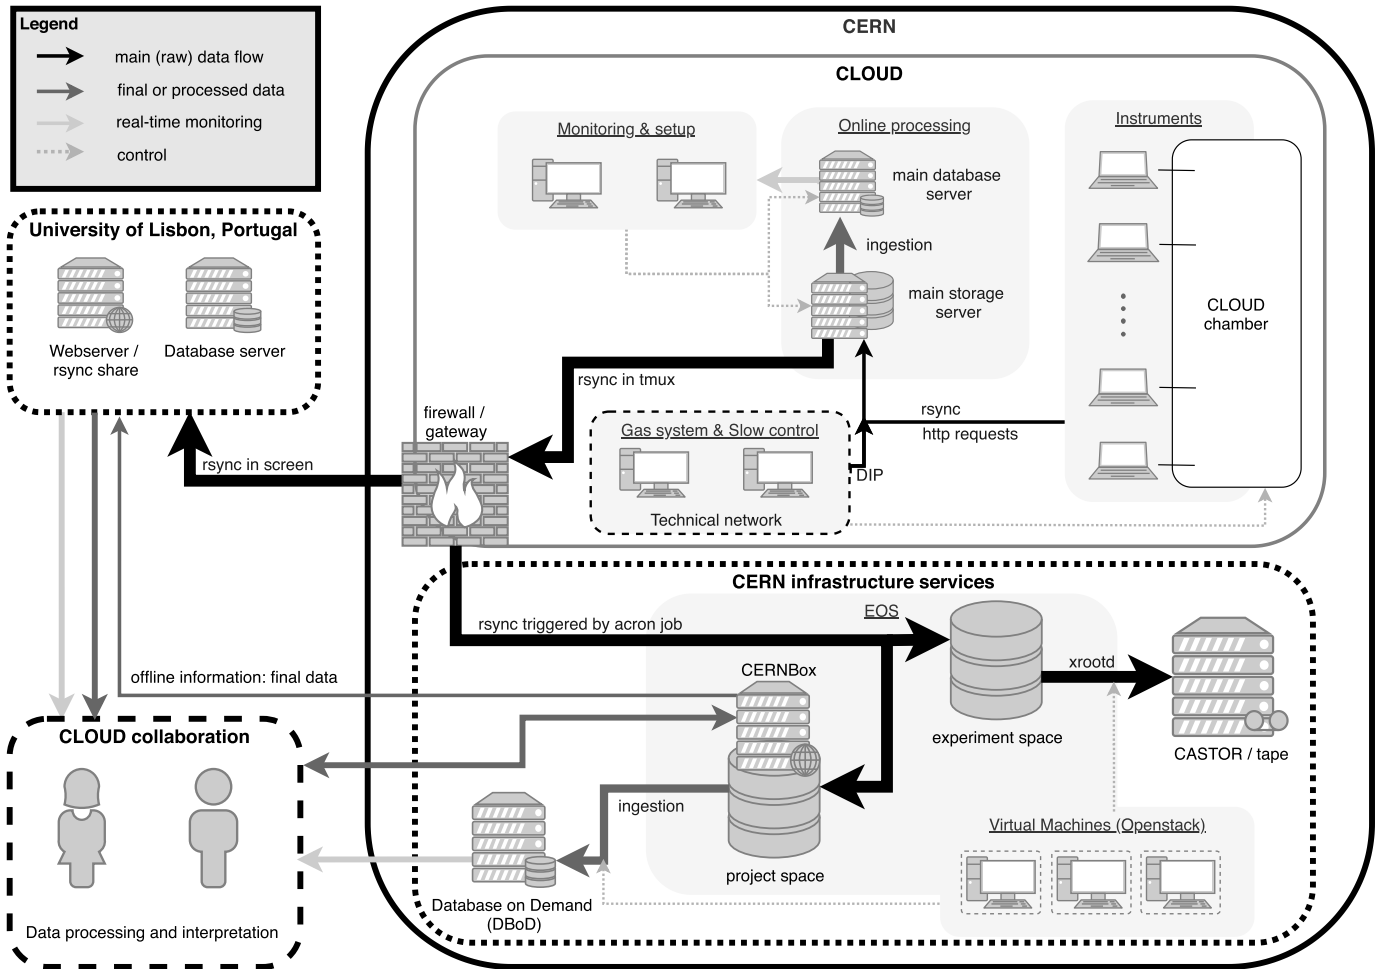 Legend
main (raw) data flow
final or processed data
real-time monitoring
control
CERN
CLOUD
Monitoring & setup
Online processing
main database
server
ingestion
main storage
server
Instruments
CLOUD
chamber
University of Lisbon, Portugal
Webserver /
rsync share
Database server
rsync in tmux
firewall /
gateway
rsync in screen
Gas system & Slow control
Technical network
DIP
rsync
http requests
CERN infrastructure services
EOS
rsync triggered by acron job
CERNBox
experiment space
xrootd
CASTOR / tape
offline information: final data
ingestion
project space
Database on Demand
(DBoD)
Virtual Machines (Openstack)
CLOUD collaboration
Data processing and interpretation